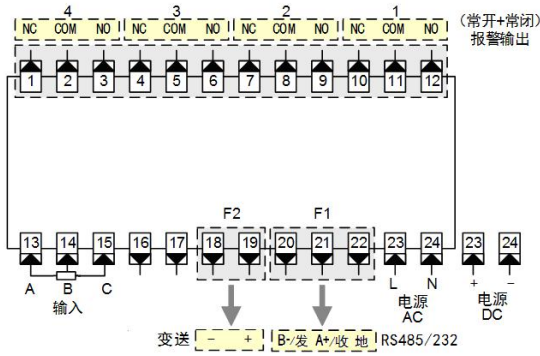 4 3 2 1
NC COM NO NC COM NO NC COM NO NC COM NO
(常开+常闭)
报警输出
1 2 3 4 5 6 7 8 9 10 11 12
F2 F1
13 14 15 16 17 18 19 20 21 22 23 24 23 24
A B C L N + −
输入 电源 电源
AC DC
变送 − + B-/发 A+/收 地 RS485/232